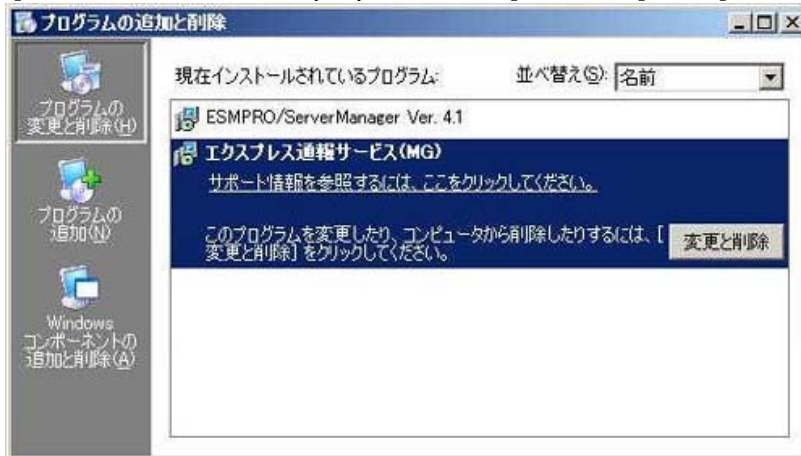 プログラムの追加と削除
プログラムの
変更と削除(H)
プログラムの
追加(N)
Windows
コンポーネントの
追加と削除(A)
現在インストールされているプログラム:
並べ替え(S):
名前
ESMPRO/ServerManager Ver. 4.1
エクスプレス通報サービス(MG)
サポート情報を参照するには、ここをクリックしてください。
このプログラムを変更したり、コンピュータから削除したりするには、[
変更と削除] をクリックしてください。
変更と削除